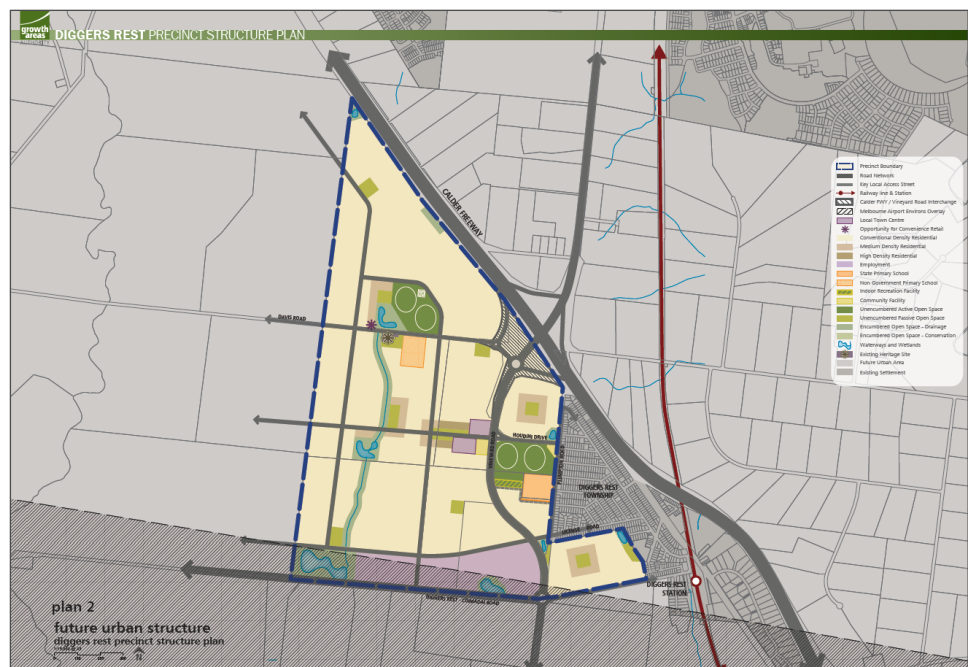 growth
areas
DIGGERS REST PRECINCT STRUCTURE PLAN
CALDER FREEWAY
DAVIS ROAD
HOUDINI DRIVE
DIGGERS REST
TOWNSHIP
DIGGERS REST
STATION
DIGGERS REST - COIMADAI ROAD
Precinct Boundary
Road Network
Key Local Access Street
Railway line & Station
Calder FWY / Vineyard Road Interchange
Melbourne Airport Environs Overlay
Local Town Centre
Opportunity for Convenience Retail
Conventional Density Residential
Medium Density Residential
High Density Residential
Employment
State Primary School
Non Government Primary School
Indoor Recreation Facility
Community Facility
Unencumbered Active Open Space
Unencumbered Passive Open Space
Encumbered Open Space - Drainage
Encumbered Open Space - Conservation
Waterways and Wetlands
Existing Heritage Site
Future Urban Area
Existing Settlement
plan 2
future urban structure
diggers rest precinct structure plan
N